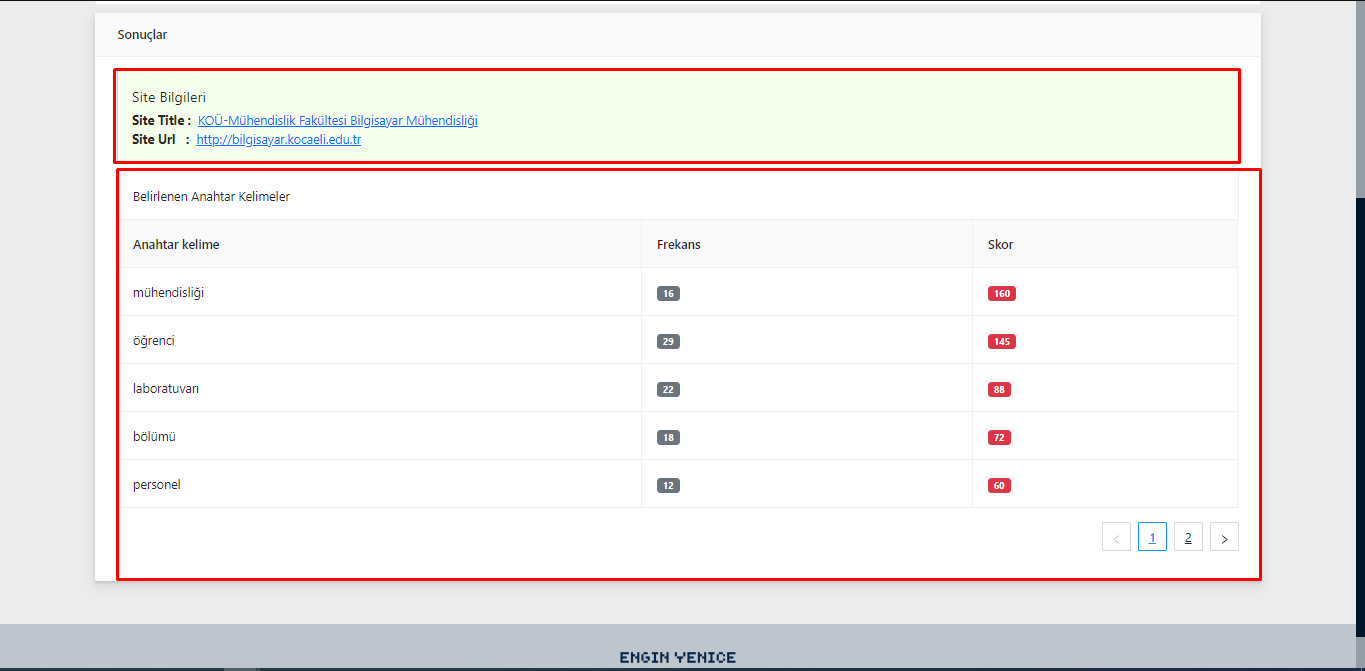 Sonuçlar
Site Bilgileri
Site Title : KOÜ-Mühendislik Fakültesi Bilgisayar Mühendisliği
Site Url : http://bilgisayar.kocaeli.edu.tr
Belirlenen Anahtar Kelimeler
Anahtar kelime Frekans Skor
mühendisliği 16 160
öğrenci 29 145
laboratuvarı 22 88
bölümü 18 72
personel 12 60
< 1 2 >
ENGIN YENICE